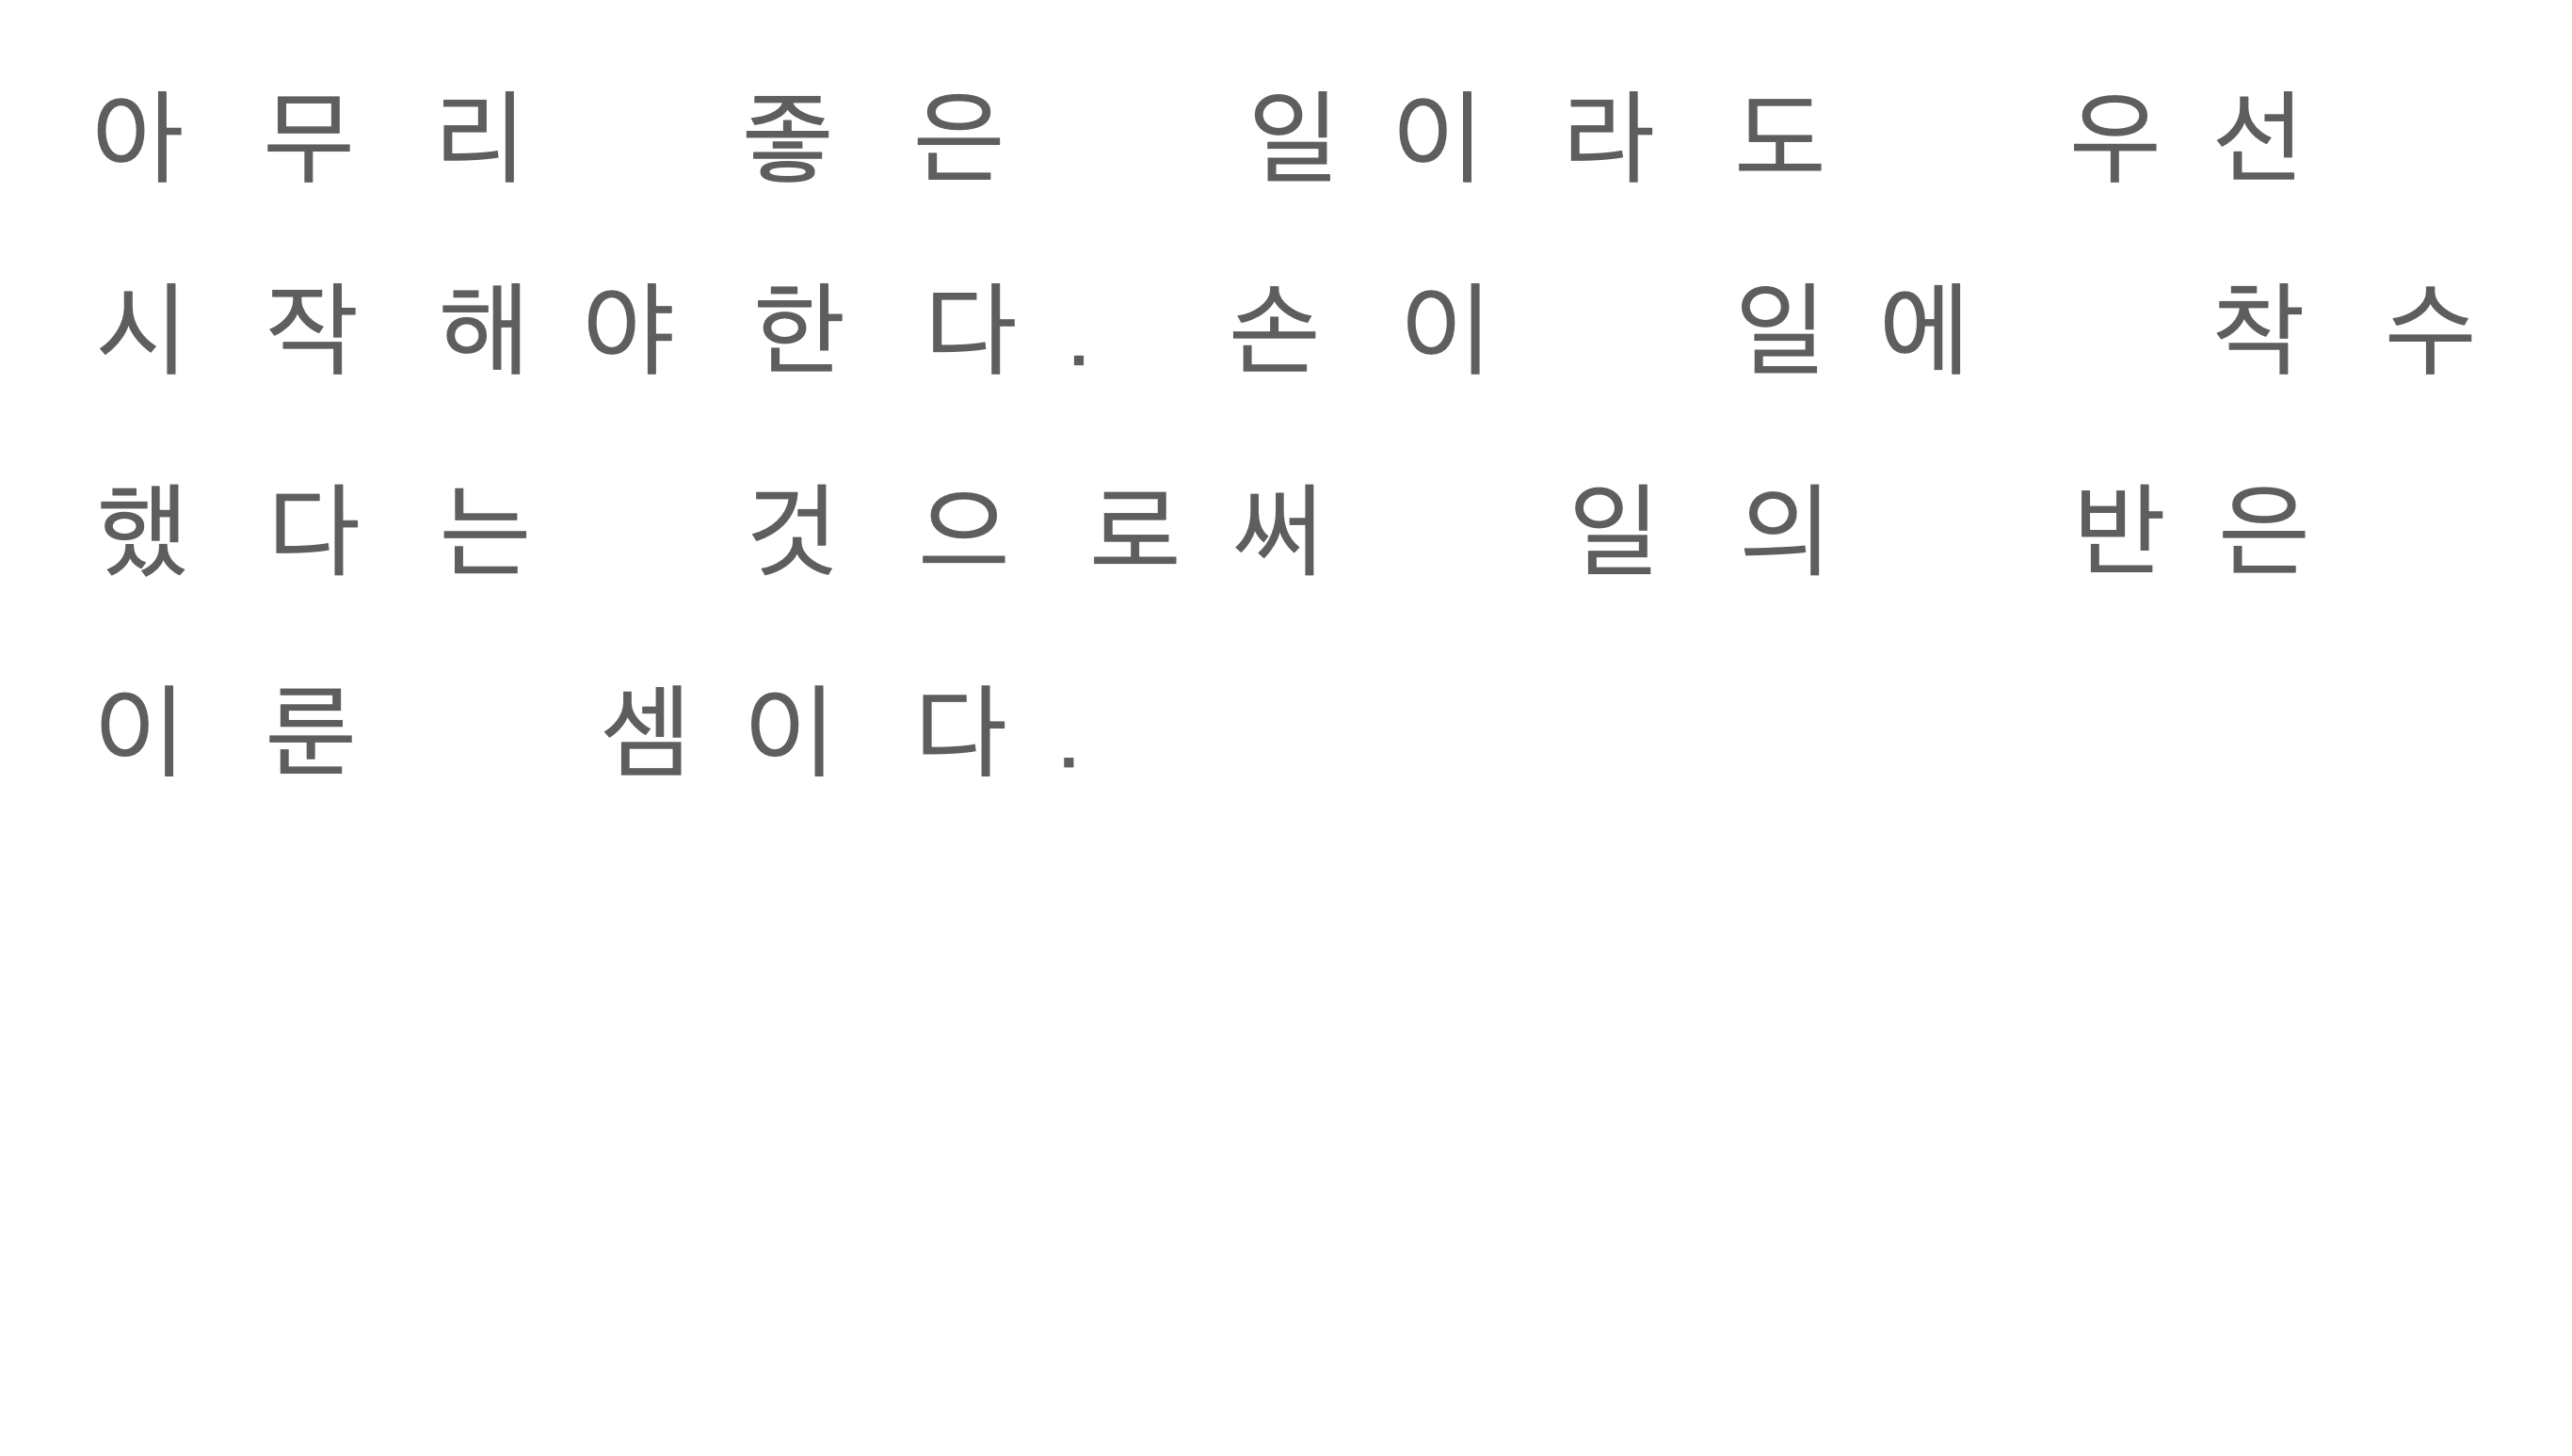 아무리 좋은 일이라도 우선
시작해야한다. 손이 일에 착수
했다는 것으로써 일의 반은
이룬 셈이다.